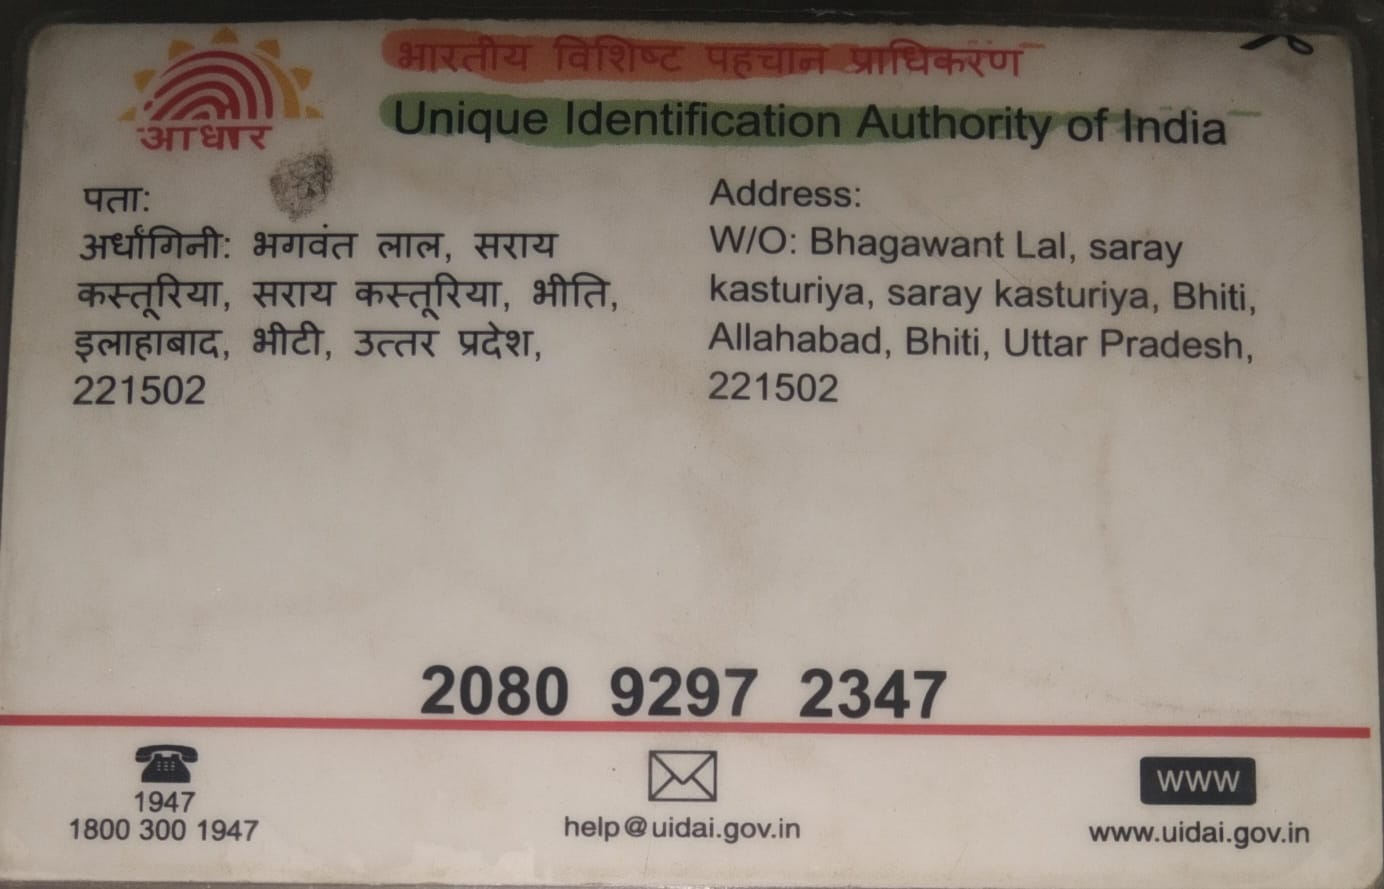 आधार
भारतीय विशिष्ट पहचान प्राधिकरण
Unique Identification Authority of India
पता:
अर्धांगिनी: भगवंत लाल, सराय
कस्तूरिया, सराय कस्तूरिया, भीति,
इलाहाबाद, भीटी, उत्तर प्रदेश,
221502
Address:
W/O: Bhagawant Lal, saray
kasturiya, saray kasturiya, Bhiti,
Allahabad, Bhiti, Uttar Pradesh,
221502
2080 9297 2347
1947
1800 300 1947
help@uidai.gov.in
www
www.uidai.gov.in